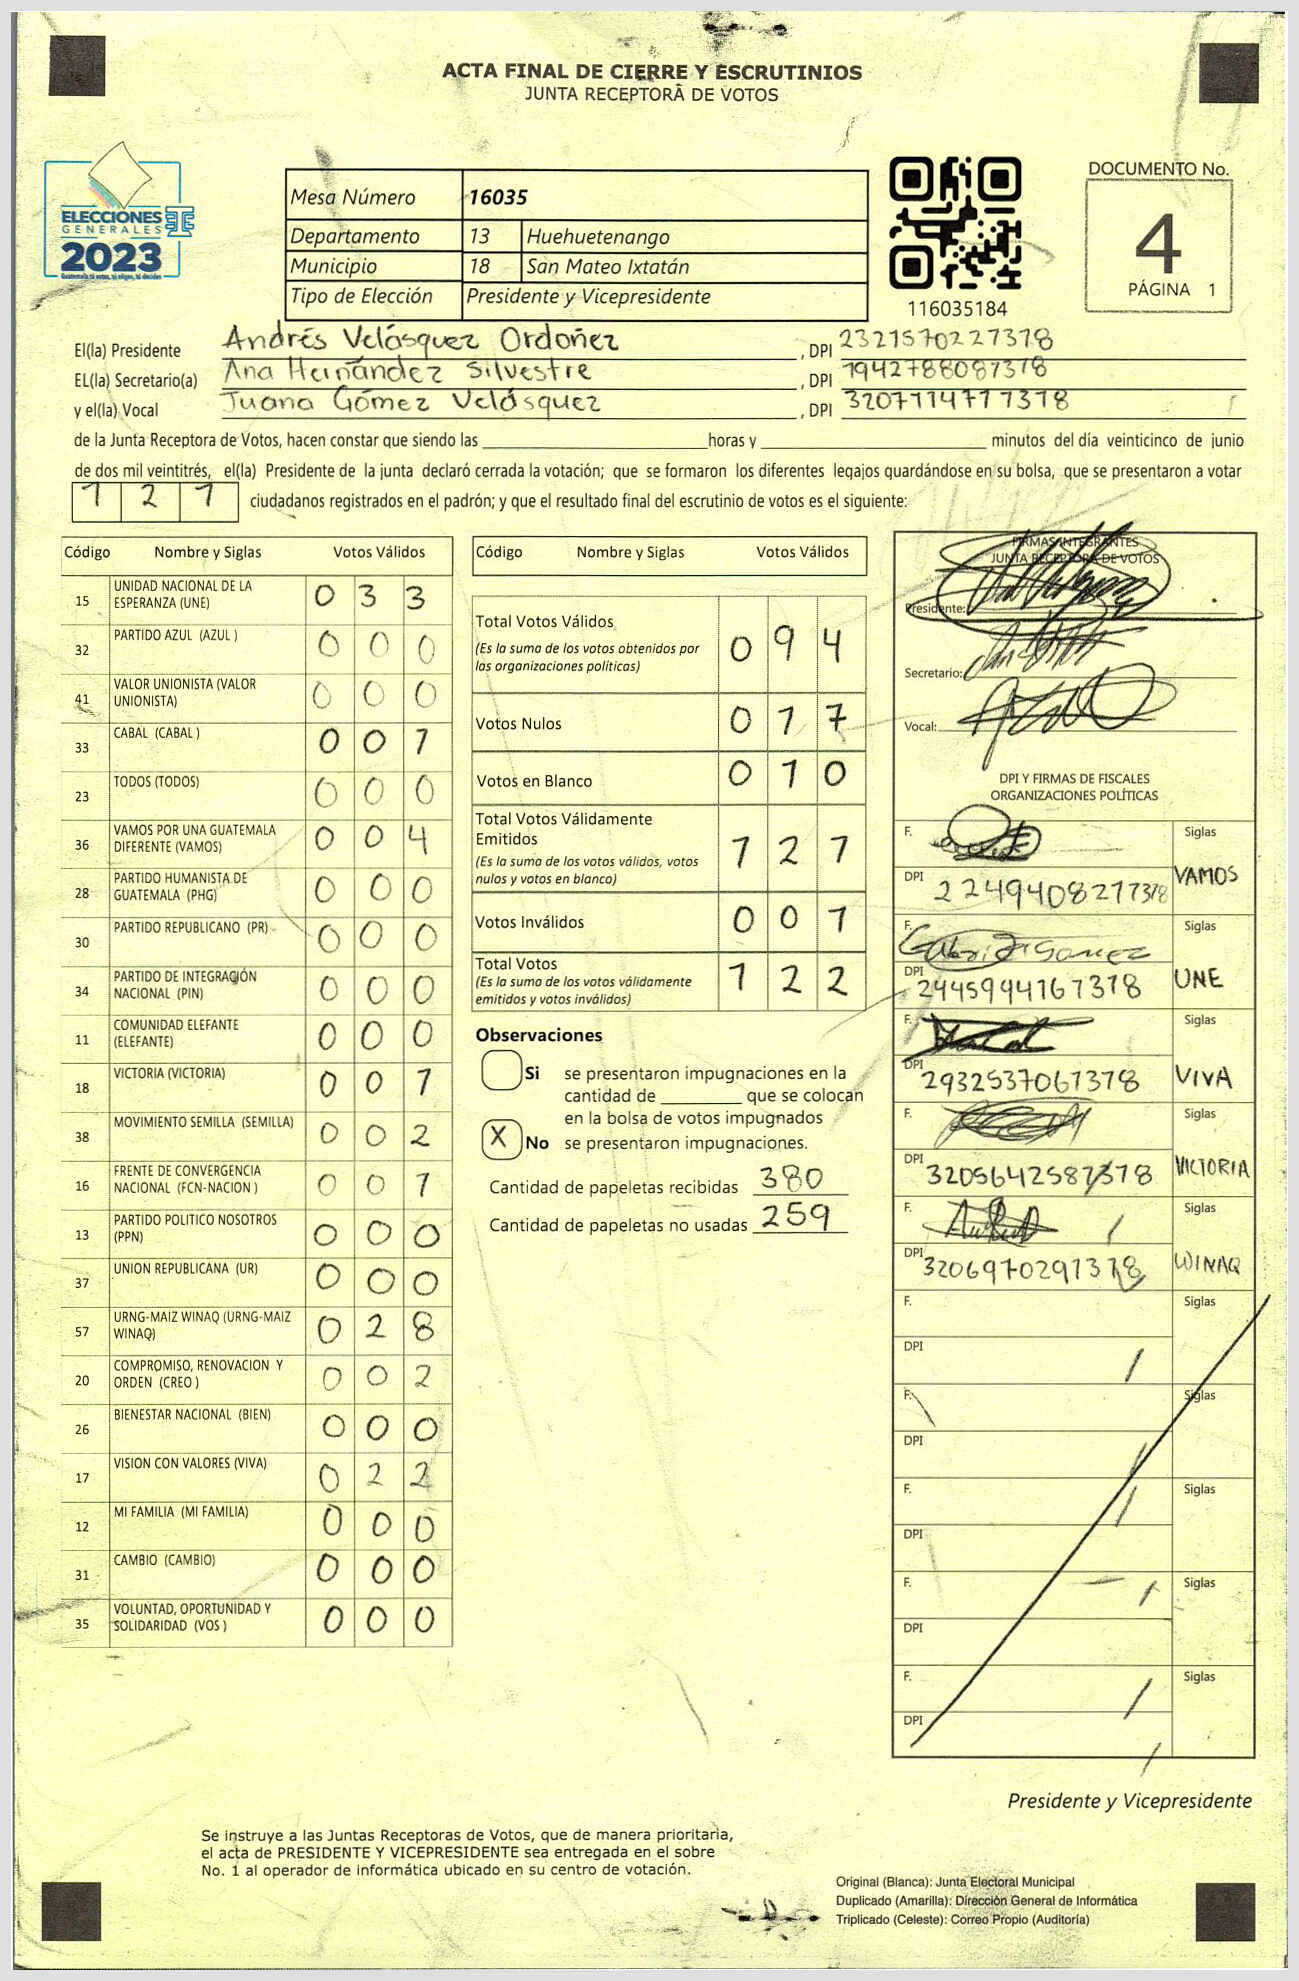 ACTA FINAL DE CIERRE Y ESCRUTINIOS
JUNTA RECEPTORA DE VOTOS
ELECCIONES
GENERALES
2023
Mesa Número 16035
Departamento 13 Huehuetenango
Municipio 18 San Mateo Ixtatán
Tipo de Elección Presidente y Vicepresidente
116035184
DOCUMENTO No.
4
PÁGINA 1
El(la) Presidente Andrés Velásquez Ordoñez , DPI 2321570227318
EL(la) Secretario(a) Ana Hernández Silvestre , DPI 1942788081318
y el(la) Vocal Juana Gómez Velásquez , DPI 3207114711318
de la Junta Receptora de Votos, hacen constar que siendo las horas y minutos del día veinticinco de junio
de dos mil veintitrés, el(la) Presidente de la junta declaró cerrada la votación; que se formaron los diferentes legajos quardándose en su bolsa, que se presentaron a votar
1 2 1 ciudadanos registrados en el padrón; y que el resultado final del escrutinio de votos es el siguiente:
Código Nombre y Siglas Votos Válidos
15 UNIDAD NACIONAL DE LA ESPERANZA (UNE) 0 3 3
32 PARTIDO AZUL (AZUL ) 0 0 0
41 VALOR UNIONISTA (VALOR UNIONISTA) 0 0 0
33 CABAL (CABAL ) 0 0 1
23 TODOS (TODOS) 0 0 0
36 VAMOS POR UNA GUATEMALA DIFERENTE (VAMOS) 0 0 4
28 PARTIDO HUMANISTA DE GUATEMALA (PHG) 0 0 0
30 PARTIDO REPUBLICANO (PR) 0 0 0
34 PARTIDO DE INTEGRACIÓN NACIONAL (PIN) 0 0 0
11 COMUNIDAD ELEFANTE (ELEFANTE) 0 0 0
18 VICTORIA (VICTORIA) 0 0 1
38 MOVIMIENTO SEMILLA (SEMILLA) 0 0 2
16 FRENTE DE CONVERGENCIA NACIONAL (FCN-NACION ) 0 0 1
13 PARTIDO POLITICO NOSOTROS (PPN) 0 0 0
37 UNION REPUBLICANA (UR) 0 0 0
57 URNG-MAIZ WINAQ (URNG-MAIZ WINAQ) 0 2 8
20 COMPROMISO, RENOVACION Y ORDEN (CREO ) 0 0 2
26 BIENESTAR NACIONAL (BIEN) 0 0 0
17 VISION CON VALORES (VIVA) 0 2 2
12 MI FAMILIA (MI FAMILIA) 0 0 0
31 CAMBIO (CAMBIO) 0 0 0
35 VOLUNTAD, OPORTUNIDAD Y SOLIDARIDAD (VOS ) 0 0 0
Código Nombre y Siglas Votos Válidos
Total Votos Válidos 0 9 4
(Es la suma de los votos obtenidos por
las organizaciones políticas)
Votos Nulos 0 1 7
Votos en Blanco 0 1 0
Total Votos Válidamente
Emitidos 1 2 1
(Es la suma de los votos válidos, votos
nulos y votos en blanco)
Votos Inválidos 0 0 1
Total Votos 1 2 2
(Es la suma de los votos válidamente
emitidos y votos inválidos)
Observaciones
Si se presentaron impugnaciones en la
cantidad de que se colocan
en la bolsa de votos impugnados
X No se presentaron impugnaciones.
Cantidad de papeletas recibidas 380
Cantidad de papeletas no usadas 259
FIRMAS INTEGRANTES
JUNTA RECEPTORA DE VOTOS
Presidente:
Secretario:
Vocal:
DPI Y FIRMAS DE FISCALES
ORGANIZACIONES POLÍTICAS
F. Siglas
DPI 2249408271318 VAMOS
F. Siglas
DPI 2445944161318 UNE
F. Siglas
DPI 2932537061318 VIVA
F. Siglas
DPI 3205642581318 VICTORIA
F. Siglas
DPI 3206970291318 WINAQ
F. Siglas
DPI
F. Siglas
DPI
F. Siglas
DPI
F. Siglas
DPI
F. Siglas
DPI
Presidente y Vicepresidente
Se instruye a las Juntas Receptoras de Votos, que de manera prioritaria,
el acta de PRESIDENTE Y VICEPRESIDENTE sea entregada en el sobre
No. 1 al operador de informática ubicado en su centro de votación.
Original (Blanca): Junta Electoral Municipal
Duplicado (Amarilla): Dirección General de Informática
Triplicado (Celeste): Correo Propio (Auditoría)